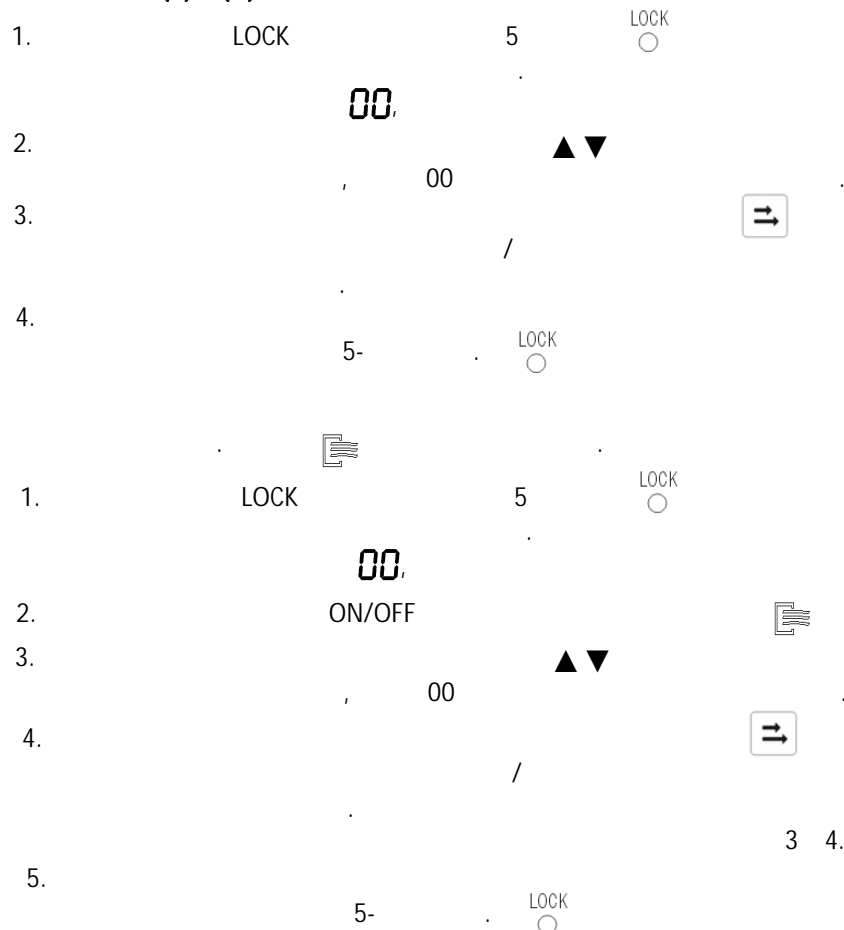 LOCK
1. LOCK 5
.
00,
2. ▲ ▼
, 00 .
3.
/
.
4.
LOCK
5- .
. .
LOCK
1. LOCK 5
.
00,
2. ON/OFF
3. ▲ ▼
, 00 .
4.
/
.
3 4.
5.
LOCK
5- .